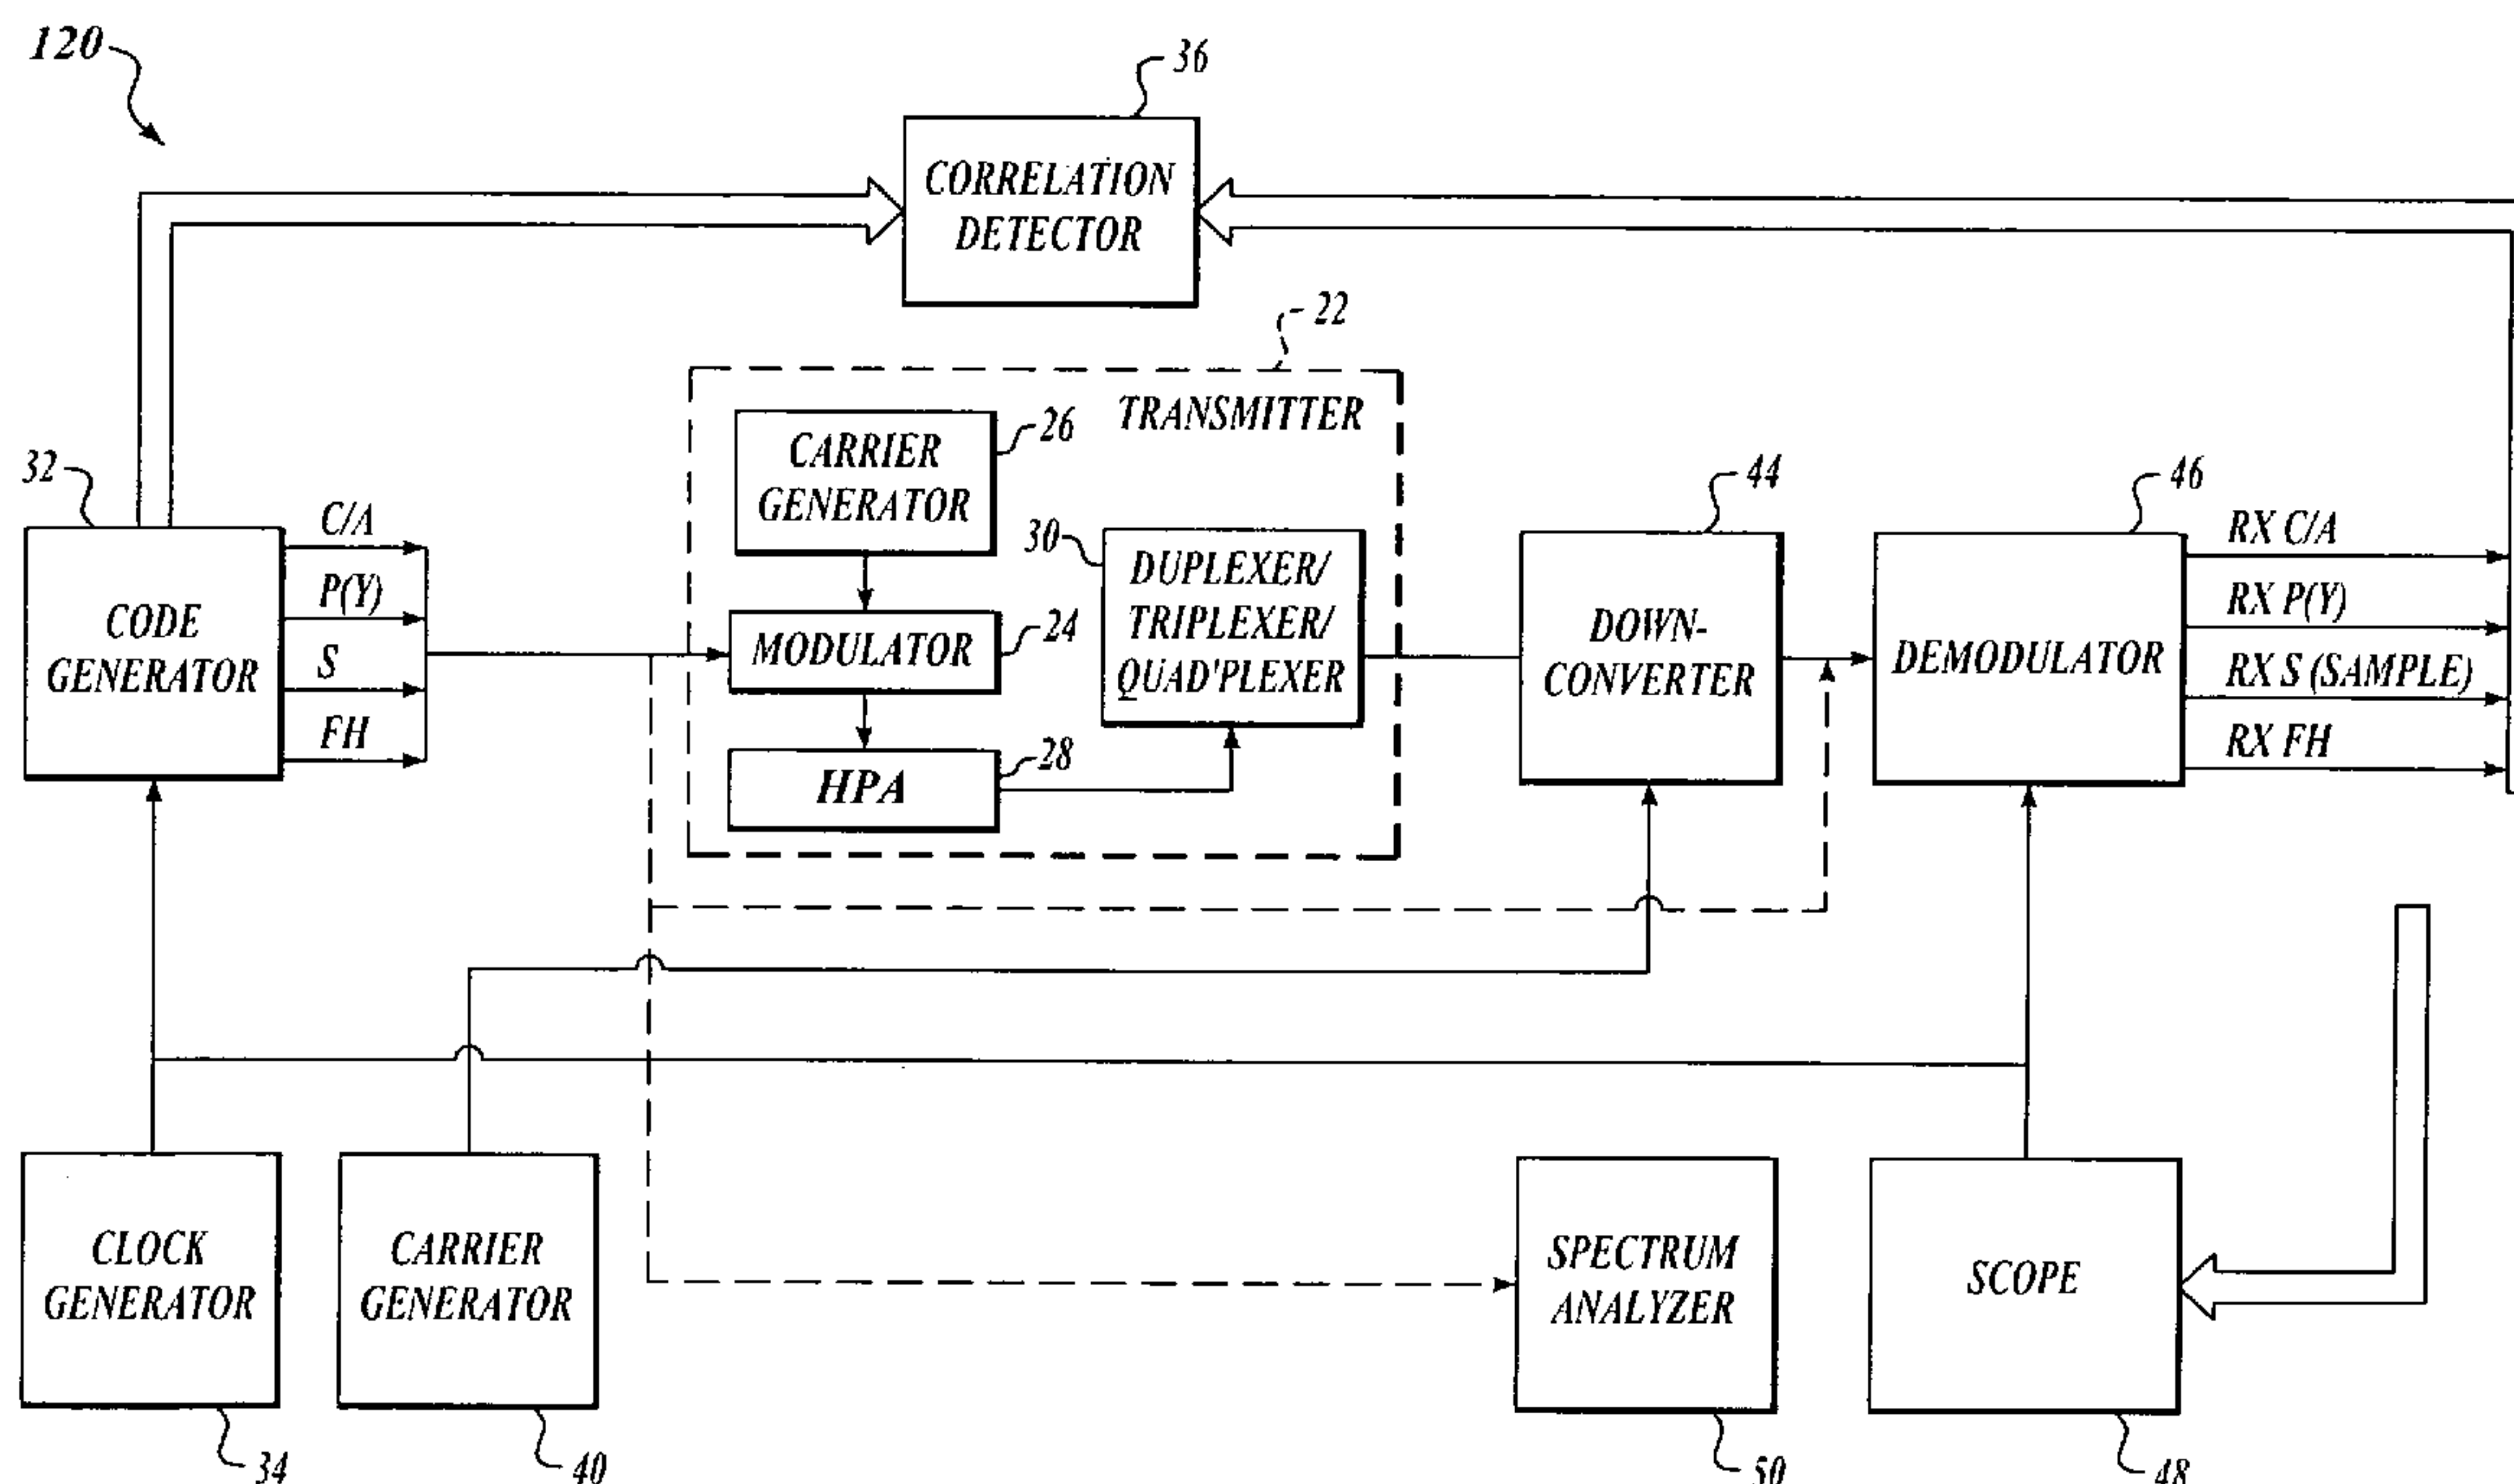 120
36
CORRELATION
DETECTOR
22
TRANSMITTER
26
CARRIER
GENERATOR
32
C/A
P(Y)
S
FH
CODE
GENERATOR
MODULATOR
24
HPA
28
30
DUPLEXER/
TRIPLEXER/
QUAD'PLEXER
44
DOWN-
CONVERTER
46
DEMODULATOR
RX C/A
RX P(Y)
RX S (SAMPLE)
RX FH
CLOCK
GENERATOR
34
CARRIER
GENERATOR
40
SPECTRUM
ANALYZER
50
SCOPE
48